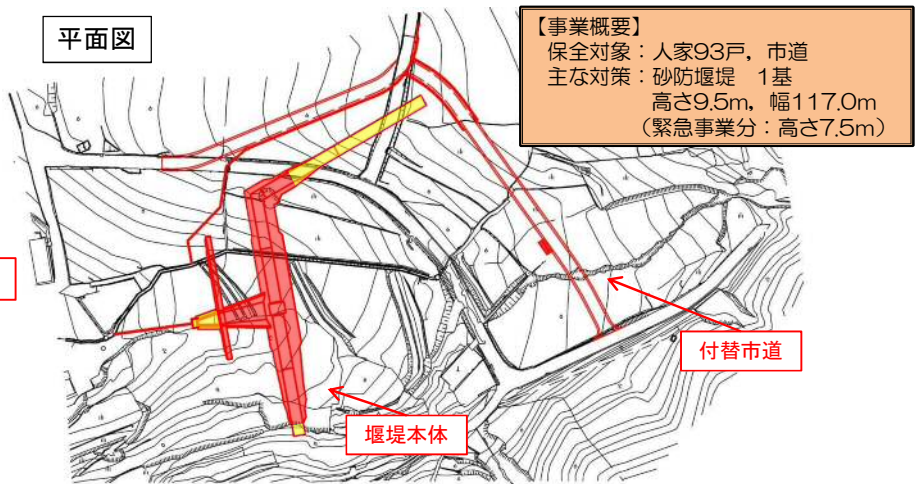 平面図
【事業概要】
保全対象：人家93戸，市道
主な対策：砂防堰堤　1基
高さ9.5m，幅117.0m
（緊急事業分：高さ7.5m）
付替市道
堰堤本体